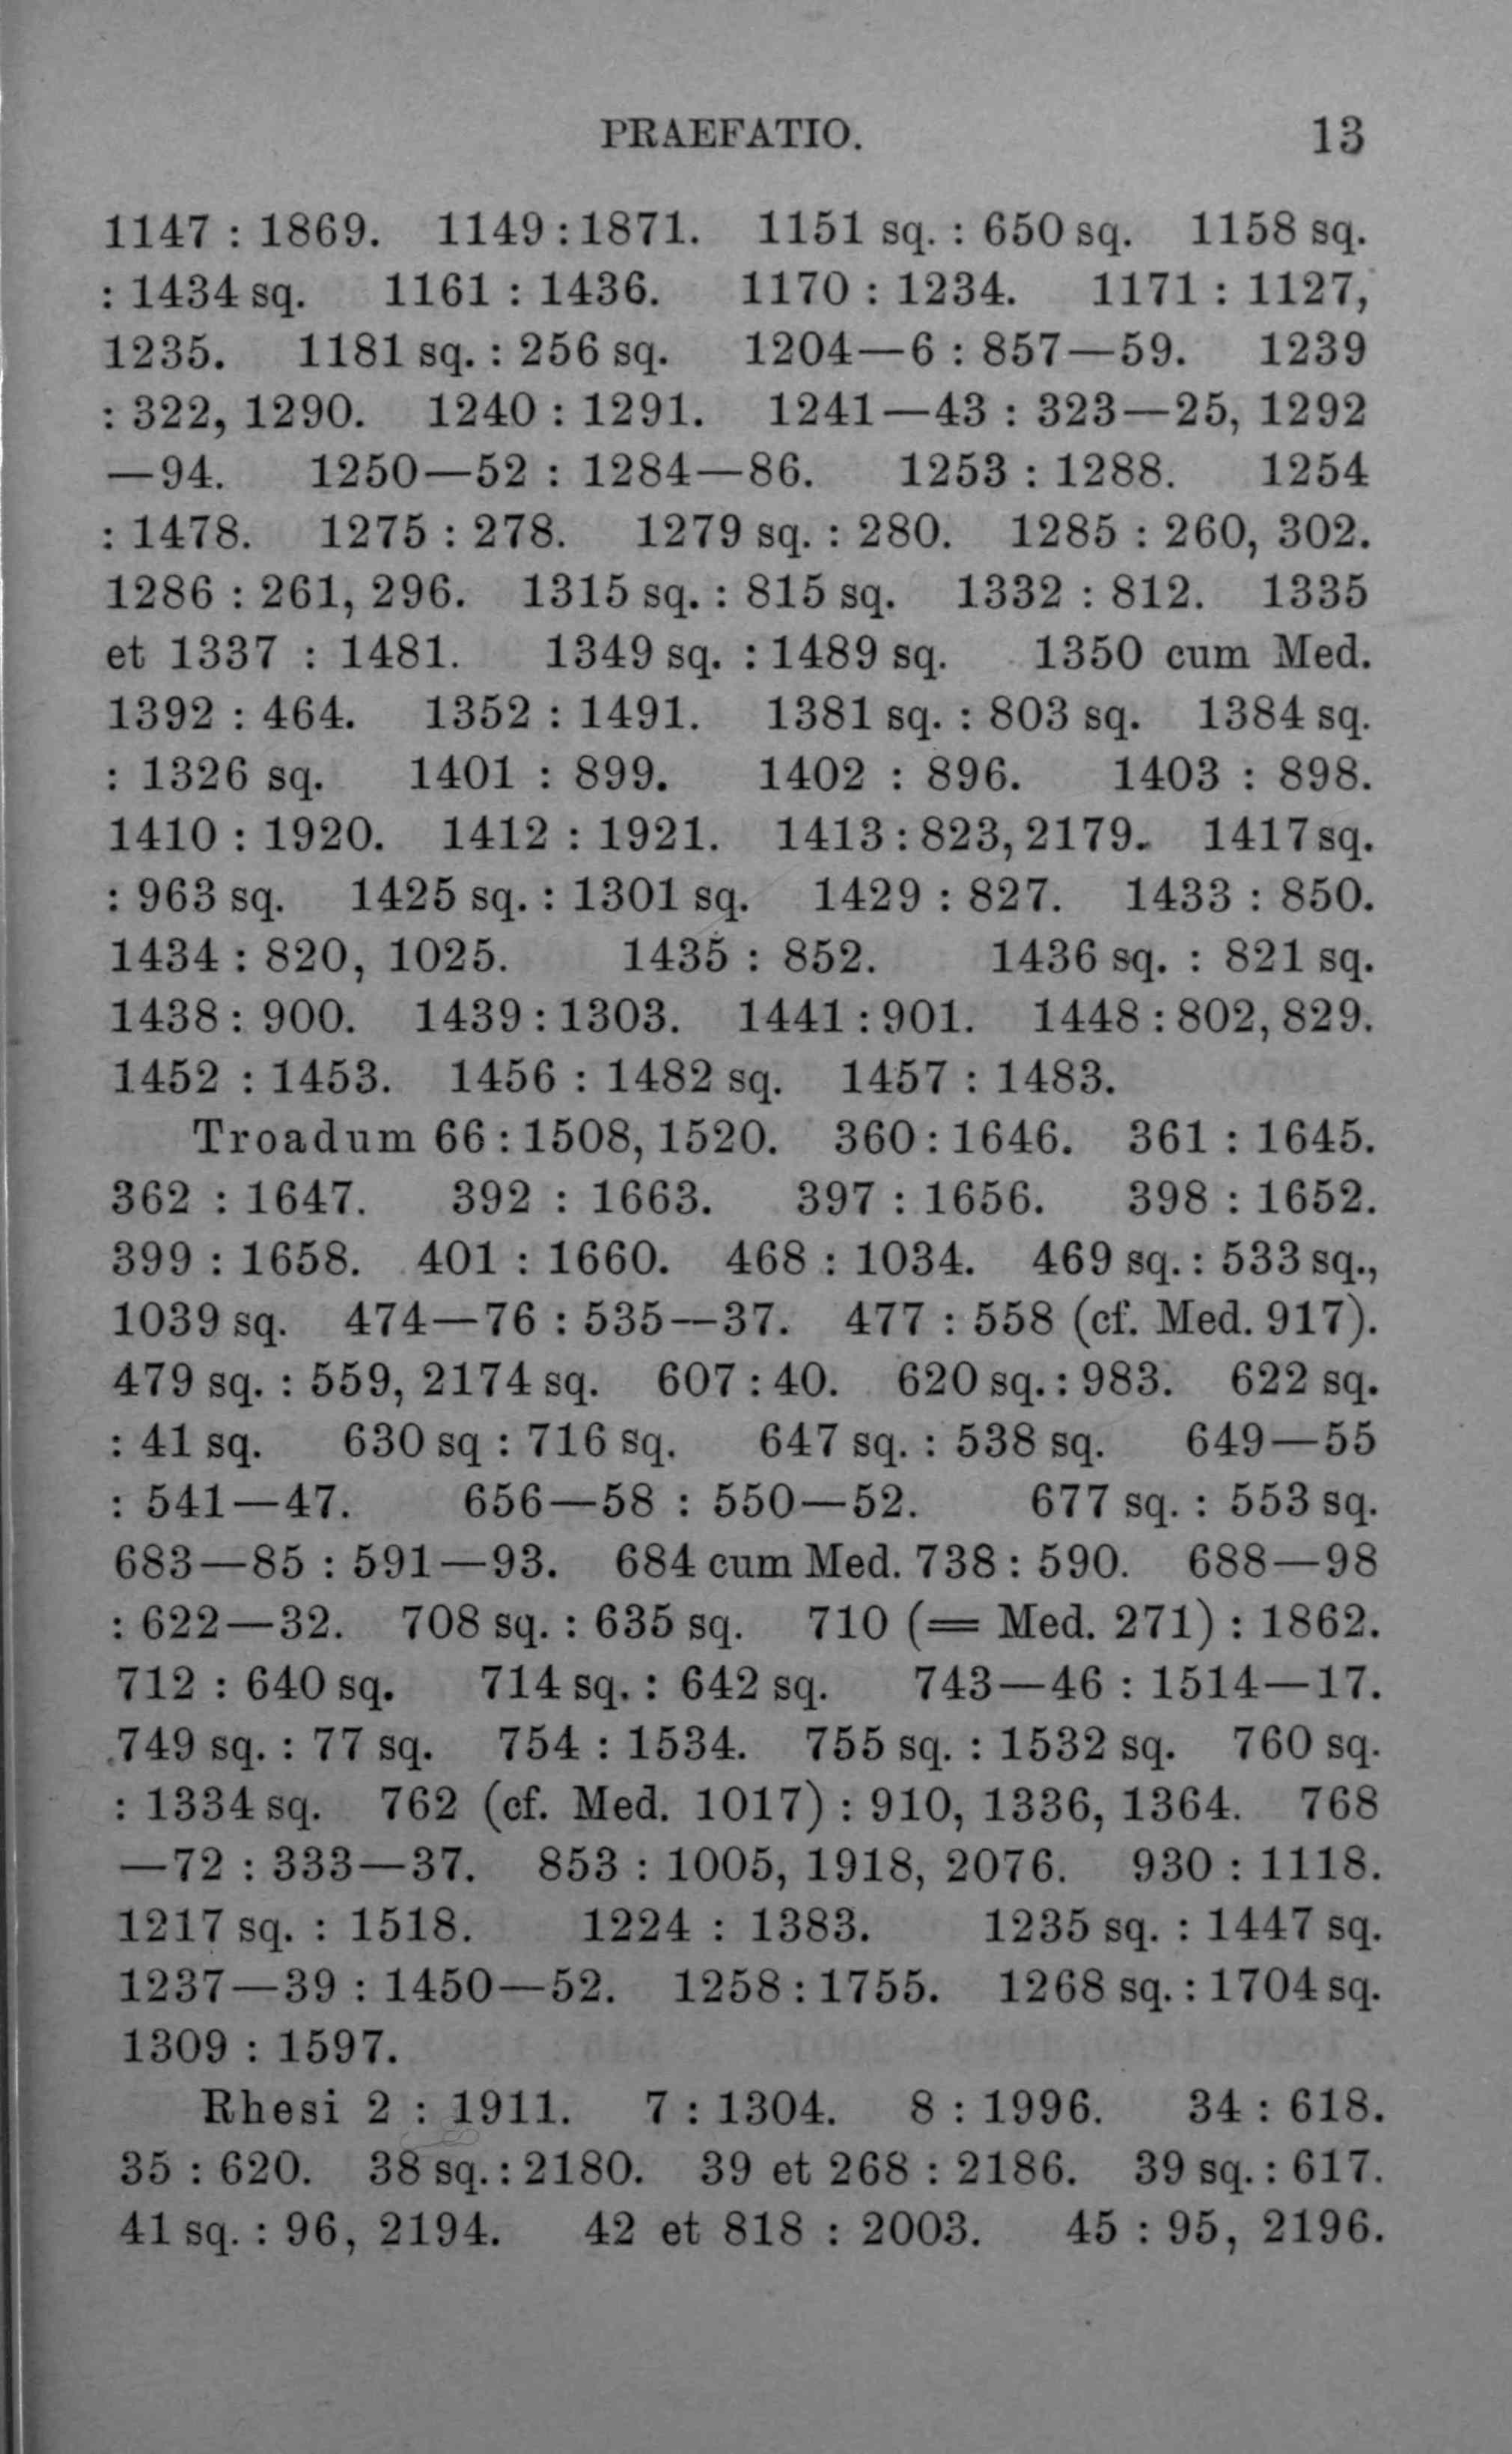 PRAEFATIO. 13
1147 : 1869. 1149 : 1871. 1151 sq. : 650 sq. 1158 sq.
: 1434 sq. 1161 : 1436. 1170 : 1234. 1171 : 1127,
1235. 1181 sq. : 256 sq. 1204—6 : 857—59. 1239
: 322, 1290. 1240 : 1291. 1241—43 : 323—25, 1292
—94. 1250—52 : 1284—86. 1253 : 1288. 1254
: 1478. 1275 : 278. 1279 sq. : 280. 1285 : 260, 302.
1286 : 261, 296. 1315 sq. : 815 sq. 1332 : 812. 1335
et 1337 : 1481. 1349 sq. : 1489 sq. 1350 cum Med.
1392 : 464. 1352 : 1491. 1381 sq. : 803 sq. 1384 sq.
: 1326 sq. 1401 : 899. 1402 : 896. 1403 : 898.
1410 : 1920. 1412 : 1921. 1413 : 823, 2179. 1417 sq.
: 963 sq. 1425 sq. : 1301 sq. 1429 : 827. 1433 : 850.
1434 : 820, 1025. 1435 : 852. 1436 sq. : 821 sq.
1438 : 900. 1439 : 1303. 1441 : 901. 1448 : 802, 829.
1452 : 1453. 1456 : 1482 sq. 1457 : 1483.
Troadum 66 : 1508, 1520. 360 : 1646. 361 : 1645.
362 : 1647. 392 : 1663. 397 : 1656. 398 : 1652.
399 : 1658. 401 : 1660. 468 : 1034. 469 sq. : 533 sq.,
1039 sq. 474—76 : 535—37. 477 : 558 (cf. Med. 917).
479 sq. : 559, 2174 sq. 607 : 40. 620 sq. : 983. 622 sq.
: 41 sq. 630 sq : 716 sq. 647 sq. : 538 sq. 649—55
: 541—47. 656—58 : 550—52. 677 sq. : 553 sq.
683—85 : 591—93. 684 cum Med. 738 : 590. 688—98
: 622—32. 708 sq. : 635 sq. 710 (= Med. 271) : 1862.
712 : 640 sq. 714 sq. : 642 sq. 743—46 : 1514—17.
749 sq. : 77 sq. 754 : 1534. 755 sq. : 1532 sq. 760 sq.
: 1334 sq. 762 (cf. Med. 1017) : 910, 1336, 1364. 768
—72 : 333—37. 853 : 1005, 1918, 2076. 930 : 1118.
1217 sq. : 1518. 1224 : 1383. 1235 sq. : 1447 sq.
1237—39 : 1450—52. 1258 : 1755. 1268 sq. : 1704 sq.
1309 : 1597.
Rhesi 2 : 1911. 7 : 1304. 8 : 1996. 34 : 618.
35 : 620. 38 sq. : 2180. 39 et 268 : 2186. 39 sq. : 617.
41 sq. : 96, 2194. 42 et 818 : 2003. 45 : 95, 2196.